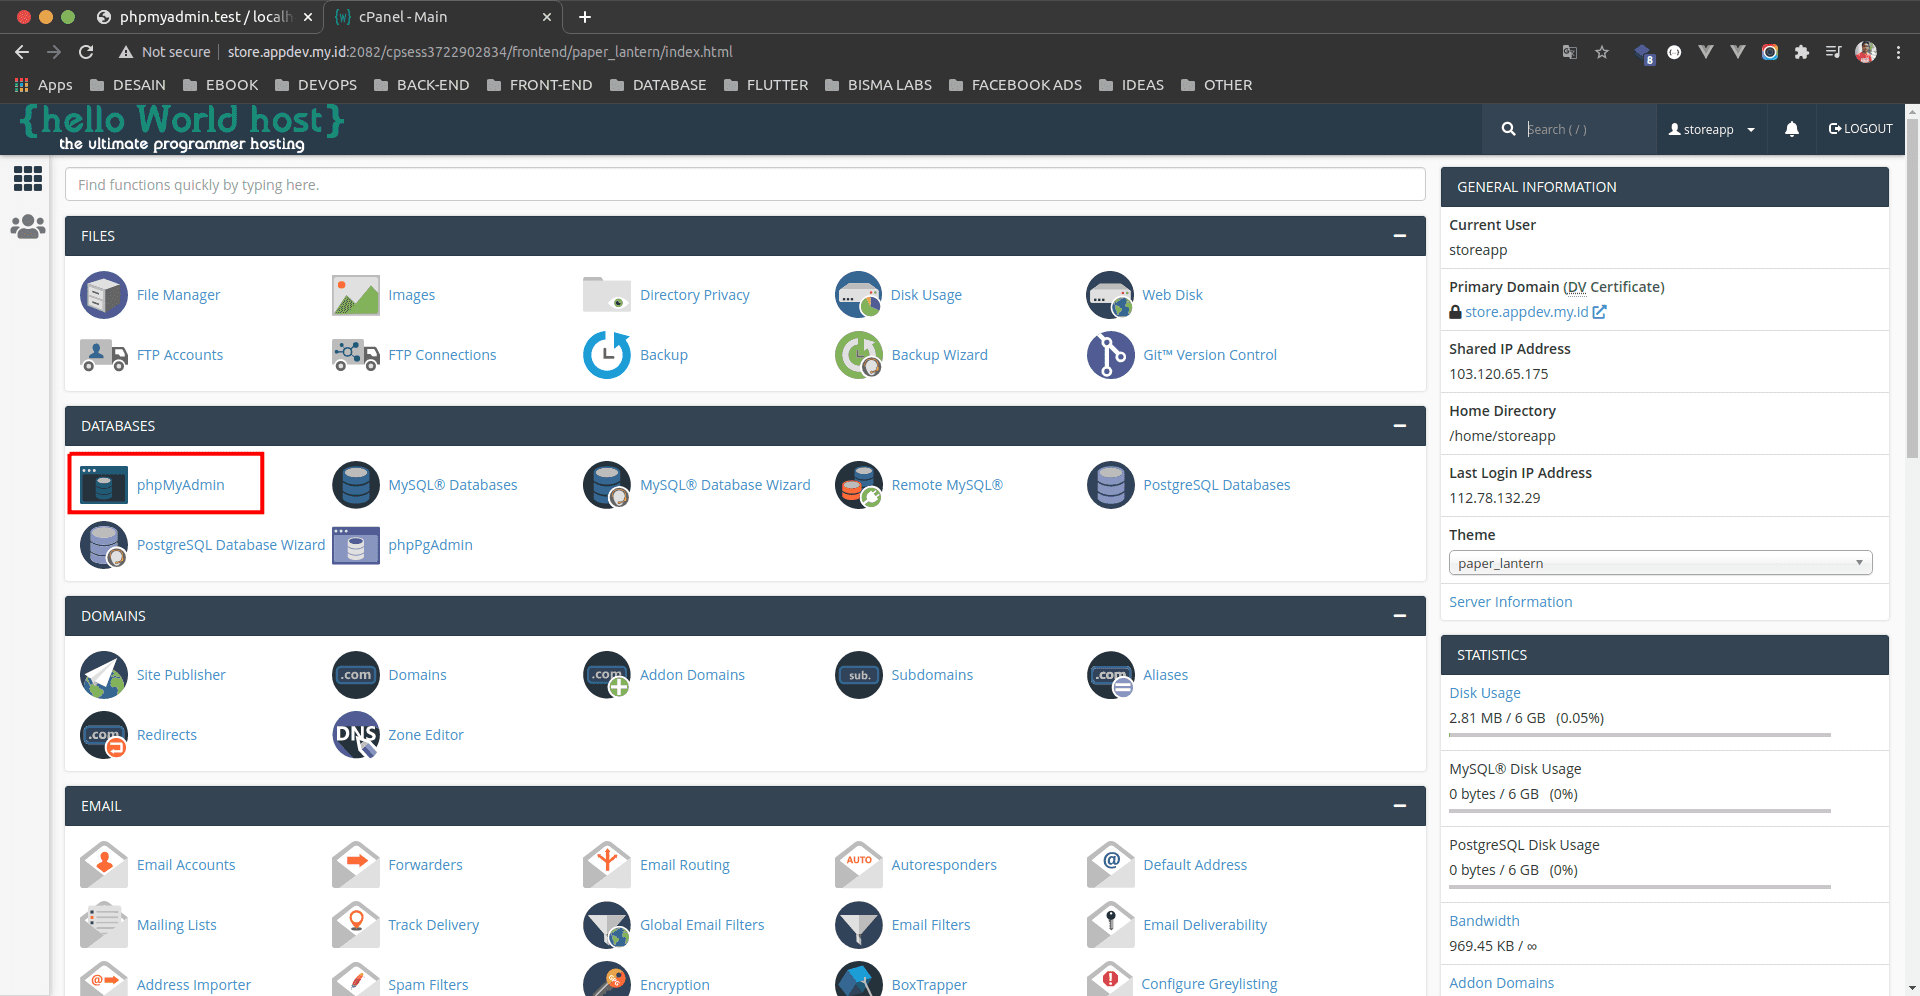 phpmyadmin.test / localh
cPanel - Main
Not secure
store.appdev.my.id:2082/cpsess3722902834/frontend/paper_lantern/index.html
8
Apps
DESAIN
EBOOK
DEVOPS
BACK-END
FRONT-END
DATABASE
FLUTTER
BISMA LABS
FACEBOOK ADS
IDEAS
OTHER
{hello World host}
the ultimate programmer hosting
Search ( / )
storeapp
LOGOUT
Find functions quickly by typing here.
FILES
File Manager
Images
Directory Privacy
Disk Usage
Web Disk
FTP Accounts
FTP Connections
Backup
Backup Wizard
Git™ Version Control
DATABASES
phpMyAdmin
MySQL® Databases
MySQL® Database Wizard
Remote MySQL®
PostgreSQL Databases
PostgreSQL Database Wizard
phpPgAdmin
DOMAINS
Site Publisher
.com
Domains
.com
Addon Domains
sub.
Subdomains
.com
Aliases
.com
Redirects
DNS
Zone Editor
EMAIL
Email Accounts
Forwarders
Email Routing
AUTO
Autoresponders
@
Default Address
Mailing Lists
Track Delivery
Global Email Filters
Email Filters
Email Deliverability
@
Address Importer
Spam Filters
Encryption
BoxTrapper
Configure Greylisting
GENERAL INFORMATION
Current User
storeapp
Primary Domain (DV Certificate)
store.appdev.my.id
Shared IP Address
103.120.65.175
Home Directory
/home/storeapp
Last Login IP Address
112.78.132.29
Theme
paper_lantern
Server Information
STATISTICS
Disk Usage
2.81 MB / 6 GB (0.05%)
MySQL® Disk Usage
0 bytes / 6 GB (0%)
PostgreSQL Disk Usage
0 bytes / 6 GB (0%)
Bandwidth
969.45 KB / ∞
Addon Domains